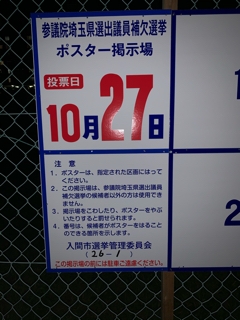 参議院埼玉県選出議員補欠選挙
ポスター掲示場
投票日
10月27日
注意
1．ポスターは、指定された区画にはってください。
2．この掲示場は、参議院埼玉県選出議員
補欠選挙の候補者以外の方は使用でき
ません。
3．掲示場をこわしたり、ポスターをやぶ
いたりすると罰せられます。
4．番号は、候補者がポスターをはること
のできる箇所を示します。
入間市選挙管理委員会
(26-1)
この掲示場の前には駐車ご遠慮ください。
2